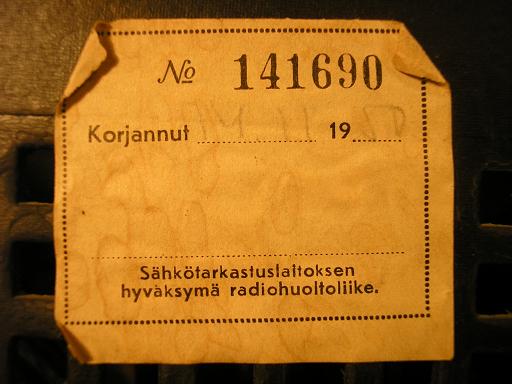 No 141690
Korjannut 19
Sähkötarkastuslaitoksen
hyväksymä radiohuoltoliike.